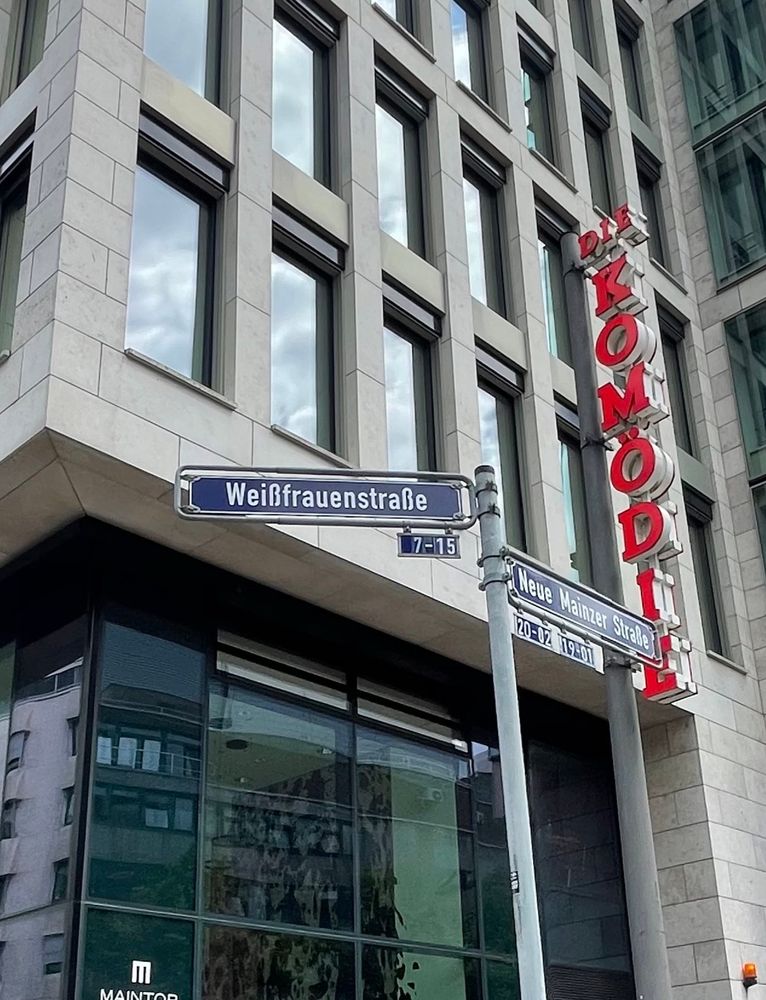 DIE
KOMÖDIE
Weißfrauenstraße
7-15
Neue Mainzer Straße
20-02 19-01
MAINTOR